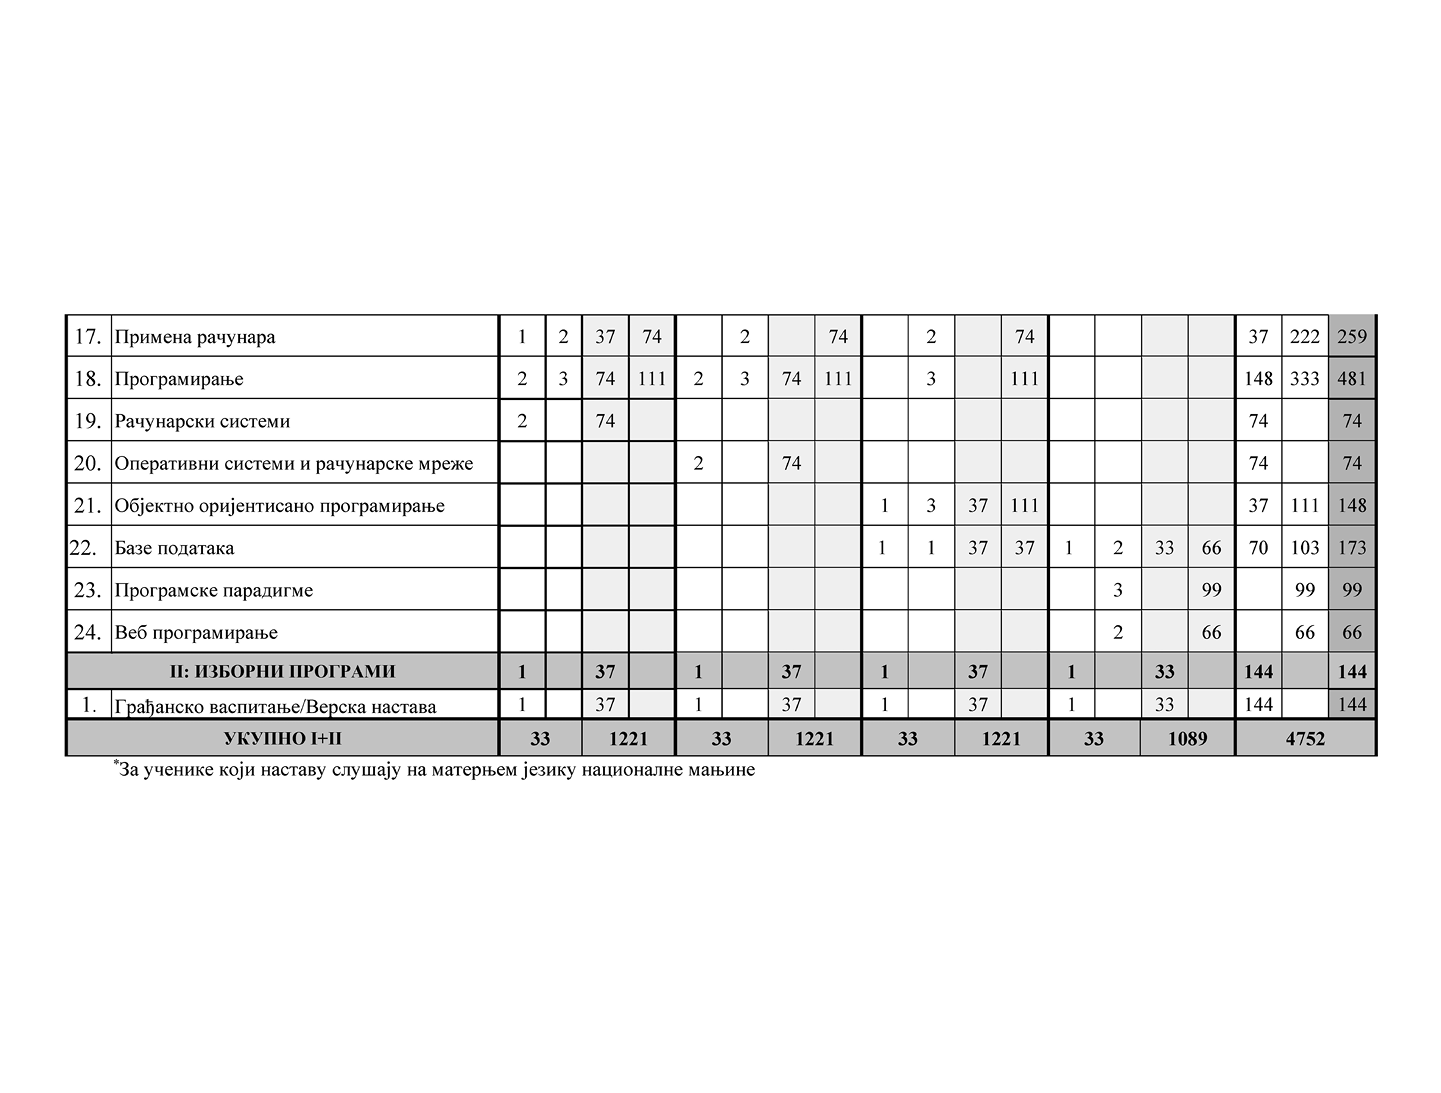 17. Примена рачунара 1 2 37 74 2 74 2 74 37 222 259
18. Програмирање 2 3 74 111 2 3 74 111 3 111 148 333 481
19. Рачунарски системи 2 74 74 74
20. Оперативни системи и рачунарске мреже 2 74 74 74
21. Објектно оријентисано програмирање 1 3 37 111 37 111 148
22. Базе података 1 1 37 37 1 2 33 66 70 103 173
23. Програмске парадигме 3 99 99 99
24. Веб програмирање 2 66 66 66
II: ИЗБОРНИ ПРОГРАМИ 1 37 1 37 1 37 1 33 144 144
1. Грађанско васпитање/Верска настава 1 37 1 37 1 37 1 33 144 144
УКУПНО I+II 33 1221 33 1221 33 1221 33 1089 4752
*За ученике који наставу слушају на матерњем језику националне мањине